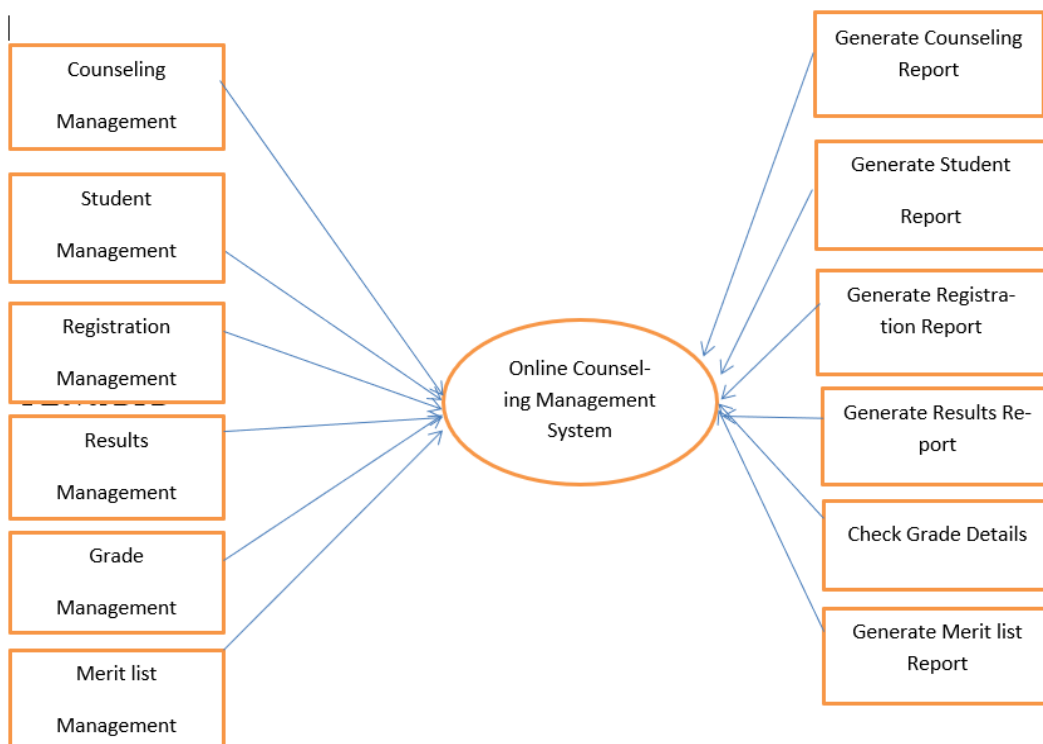 Counseling
Management
Student
Management
Registration
Management
Results
Management
Grade
Management
Merit list
Management
Online Counsel-
ing Management
System
Generate Counseling
Report
Generate Student
Report
Generate Registra-
tion Report
Generate Results Re-
port
Check Grade Details
Generate Merit list
Report